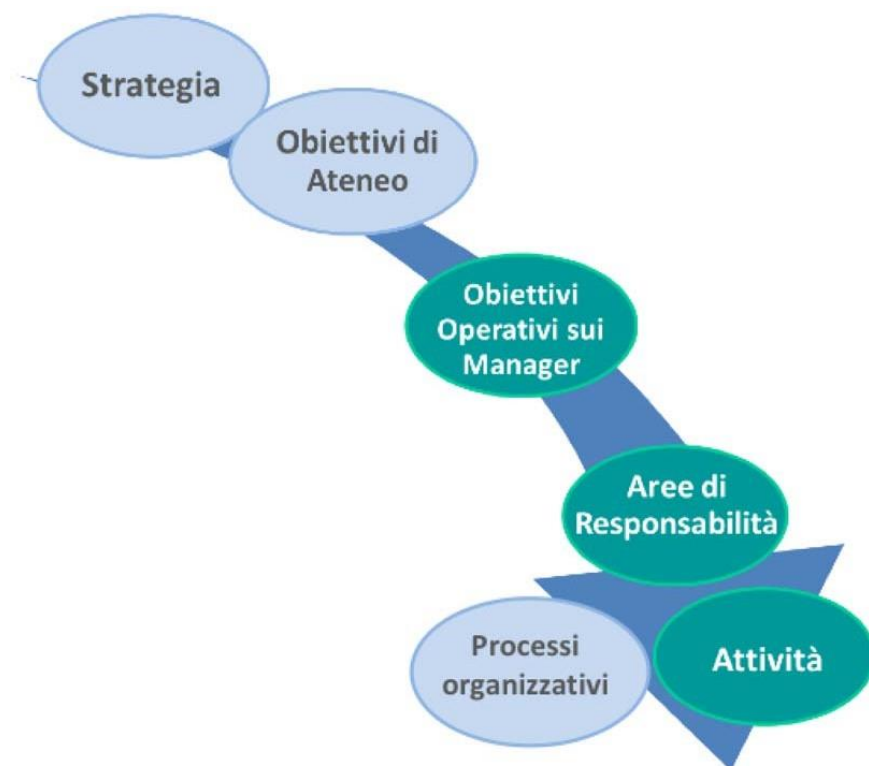 Strategia
Obiettivi di
Ateneo
Obiettivi
Operativi sui
Manager
Aree di
Responsabilità
Processi
organizzativi
Attività